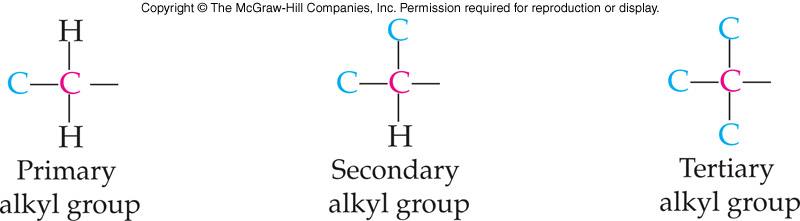 Copyright © The McGraw-Hill Companies, Inc. Permission required for reproduction or display.
H
C C
H
Primary
alkyl group
C
C C
H
Secondary
alkyl group
C
C C
C
Tertiary
alkyl group